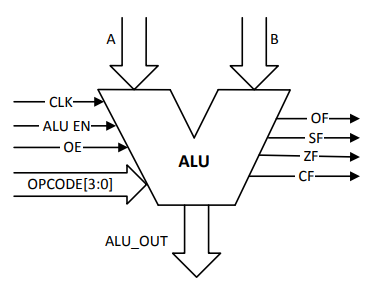 A
B
CLK
ALU EN
OE
OPCODE[3:0]
ALU
OF
SF
ZF
CF
ALU_OUT